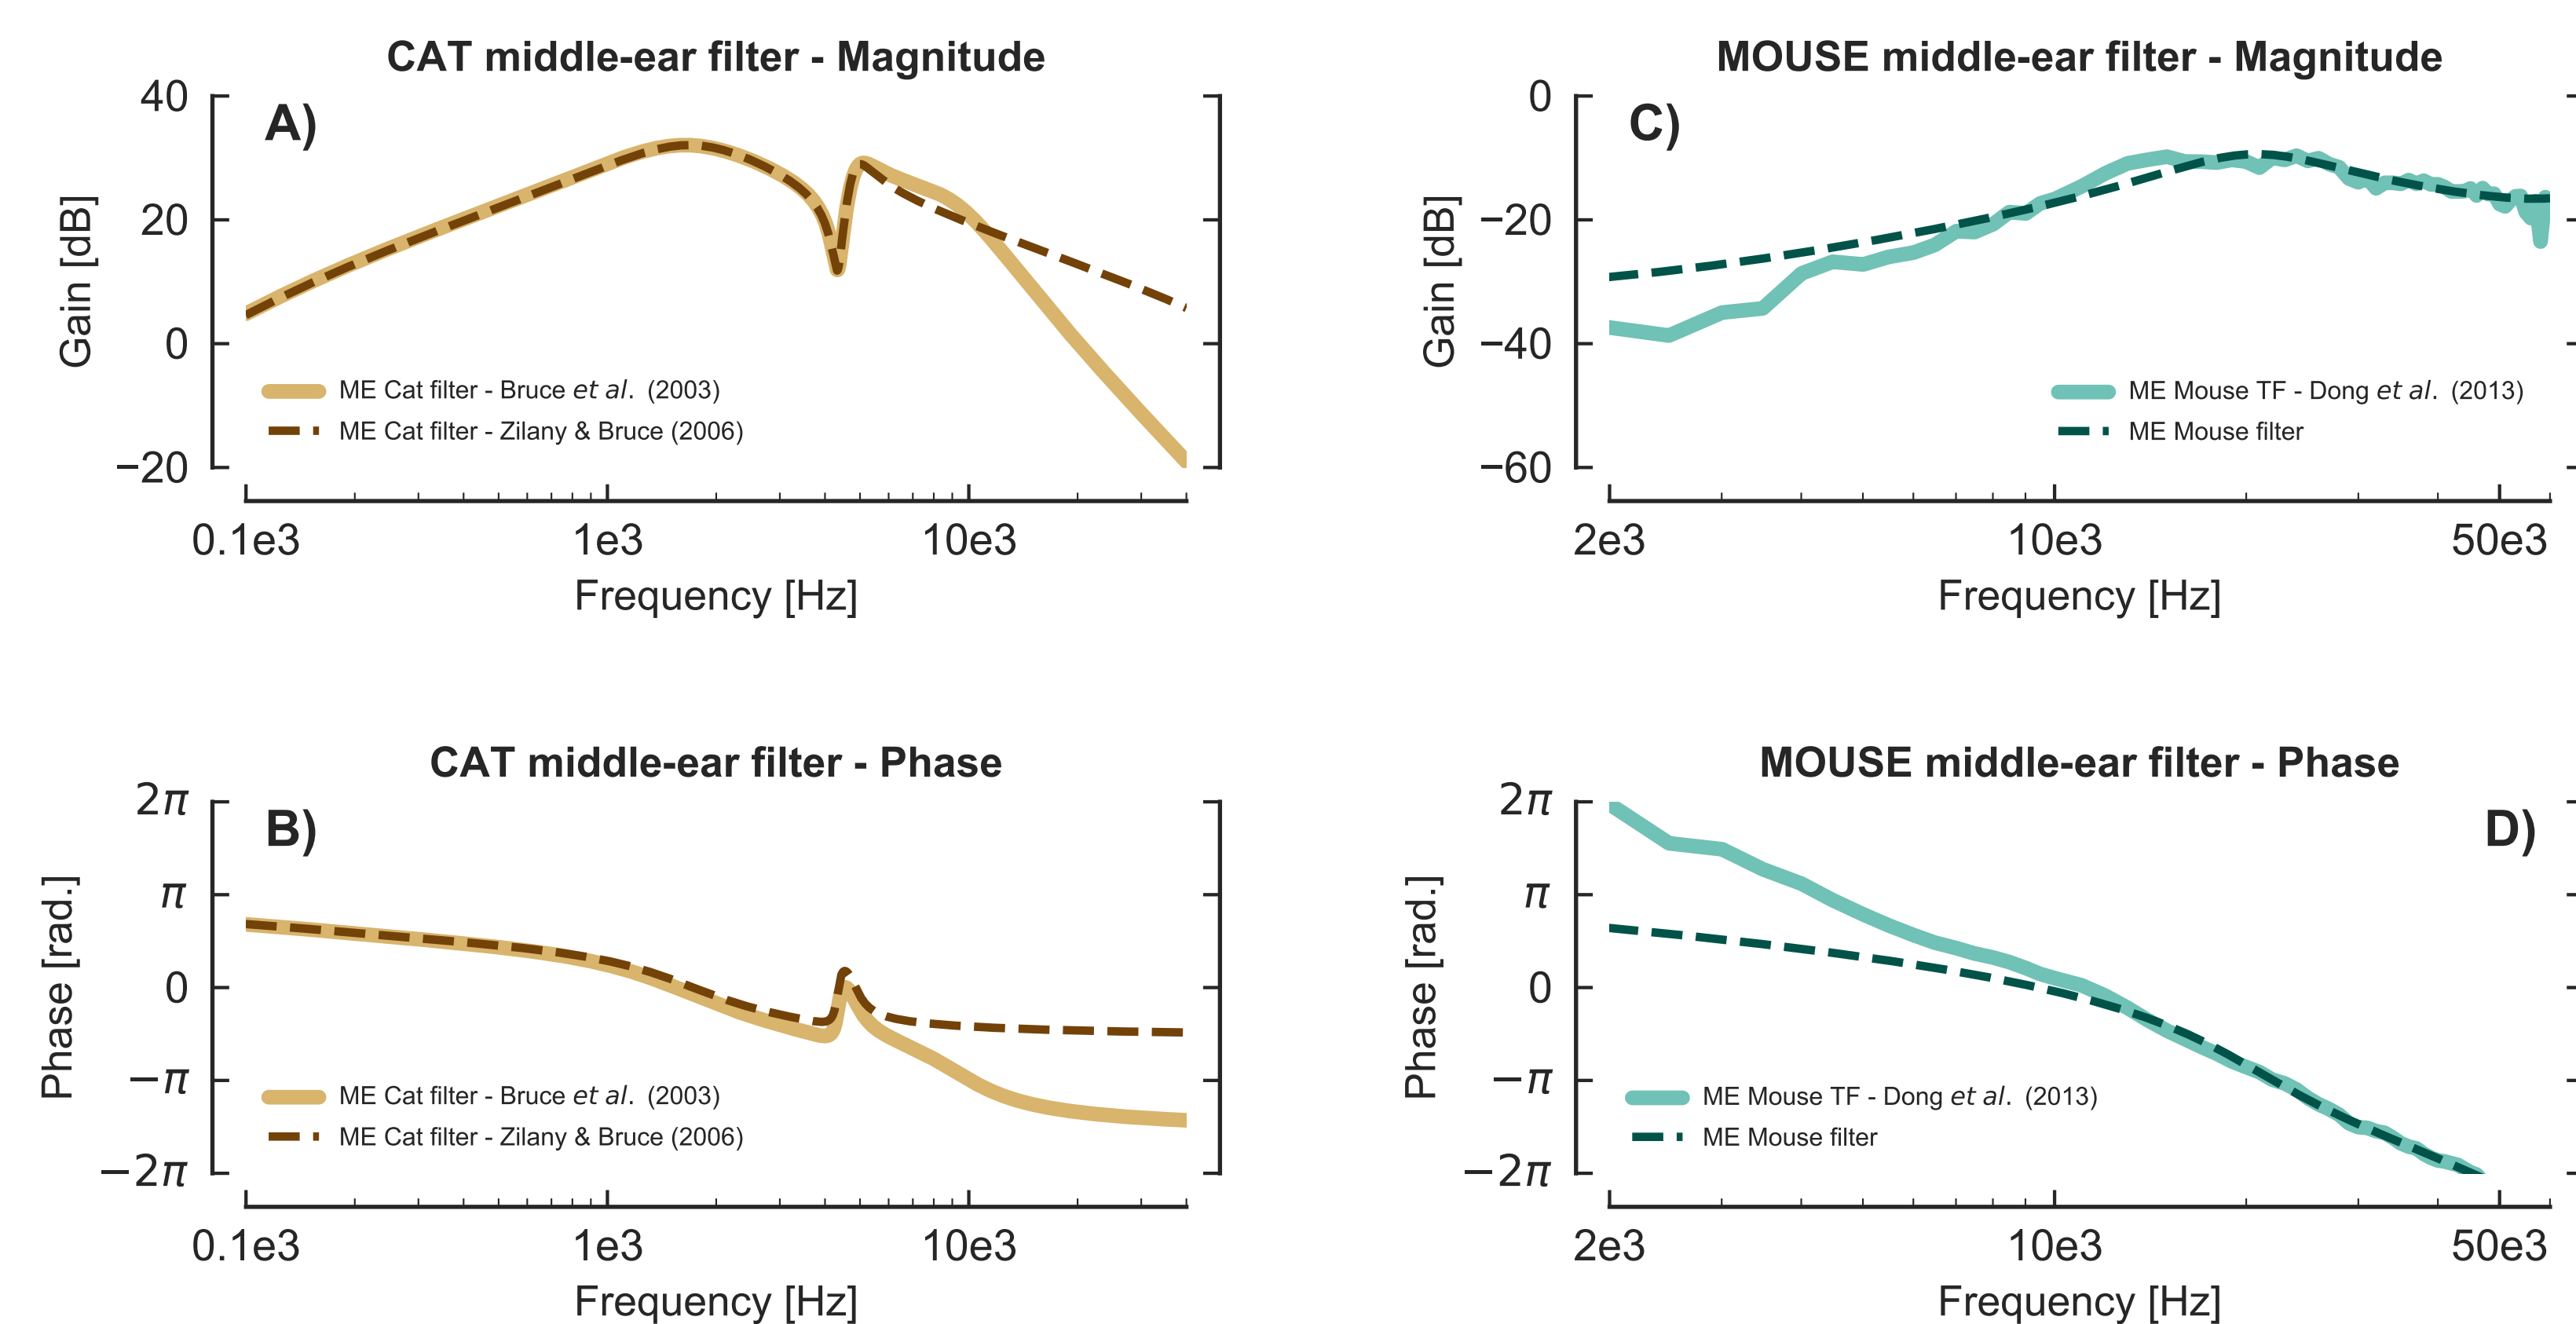 CAT middle-ear filter - Magnitude
A)
Gain [dB]
40
20
0
−20
ME Cat filter - Bruce et al. (2003)
ME Cat filter - Zilany & Bruce (2006)
0.1e3 1e3 10e3
Frequency [Hz]
MOUSE middle-ear filter - Magnitude
C)
Gain [dB]
0
−20
−40
−60
ME Mouse TF - Dong et al. (2013)
ME Mouse filter
2e3 10e3 50e3
Frequency [Hz]
CAT middle-ear filter - Phase
B)
Phase [rad.]
2π
π
0
−π
−2π
ME Cat filter - Bruce et al. (2003)
ME Cat filter - Zilany & Bruce (2006)
0.1e3 1e3 10e3
Frequency [Hz]
MOUSE middle-ear filter - Phase
D)
Phase [rad.]
2π
π
0
−π
−2π
ME Mouse TF - Dong et al. (2013)
ME Mouse filter
2e3 10e3 50e3
Frequency [Hz]